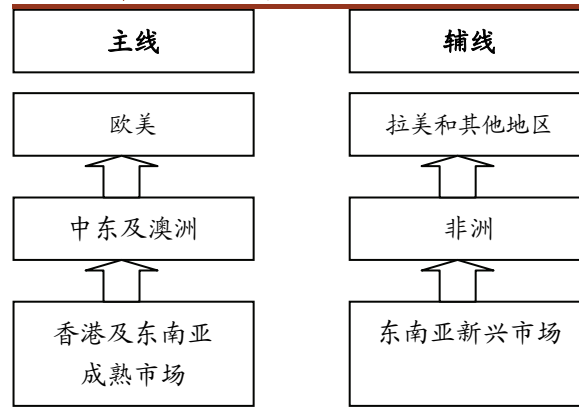 主线
辅线
欧美
拉美和其他地区
中东及澳洲
非洲
香港及东南亚
成熟市场
东南亚新兴市场